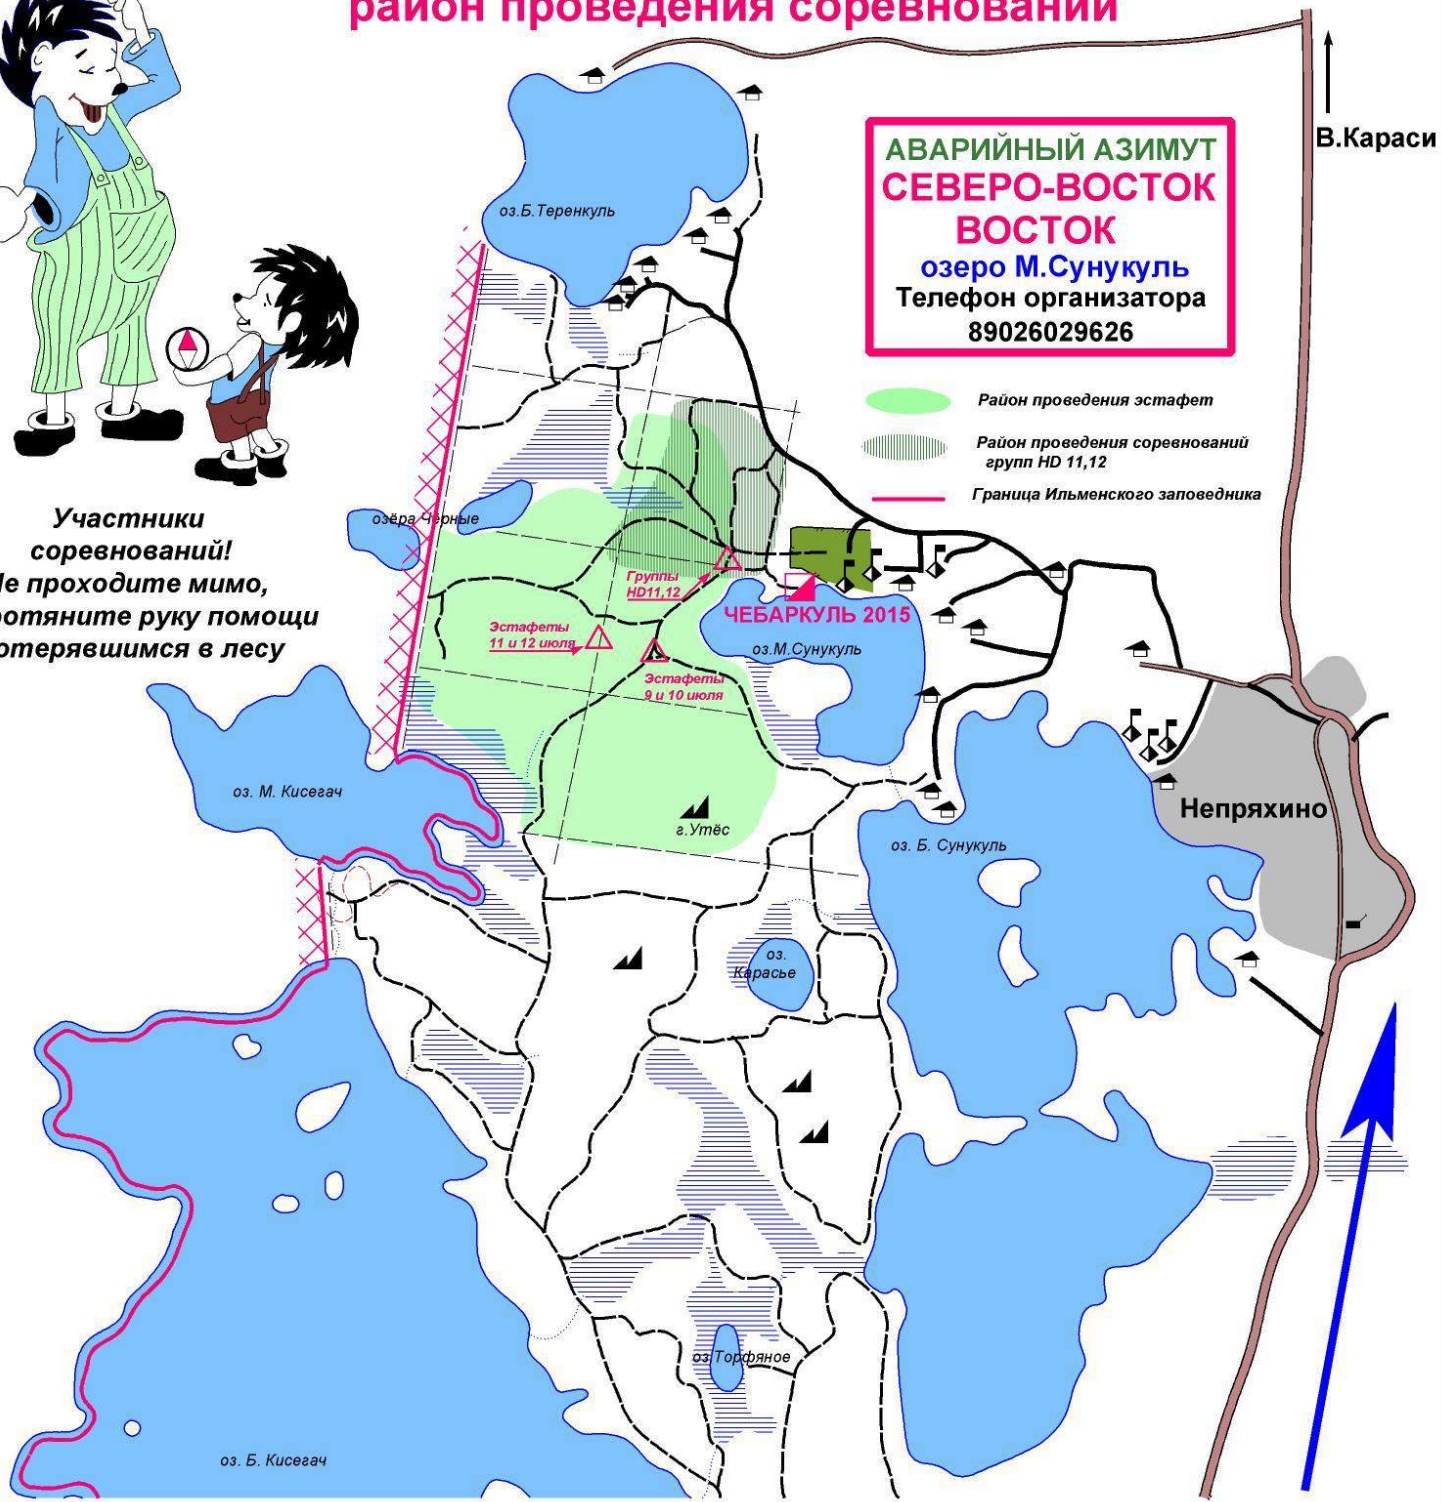 район проведения соревнований
В.Караси
АВАРИЙНЫЙ АЗИМУТ
СЕВЕРО-ВОСТОК
ВОСТОК
озеро М.Сунукуль
Телефон организатора
89026029626
Район проведения эстафет
Район проведения соревнований
групп HD 11,12
Граница Ильменского заповедника
оз.Б.Теренкуль
озёра Чёрные
Участники
соревнований!
Не проходите мимо,
протяните руку помощи
потерявшимся в лесу
Группы
HD11,12
Эстафеты
11 и 12 июля
ЧЕБАРКУЛЬ 2015
оз.М.Сунукуль
Эстафеты
9 и 10 июля
оз. М. Кисегач
г.Утёс
Непряхино
оз. Б. Сунукуль
оз.
Карасье
оз.Торфяное
оз. Б. Кисегач